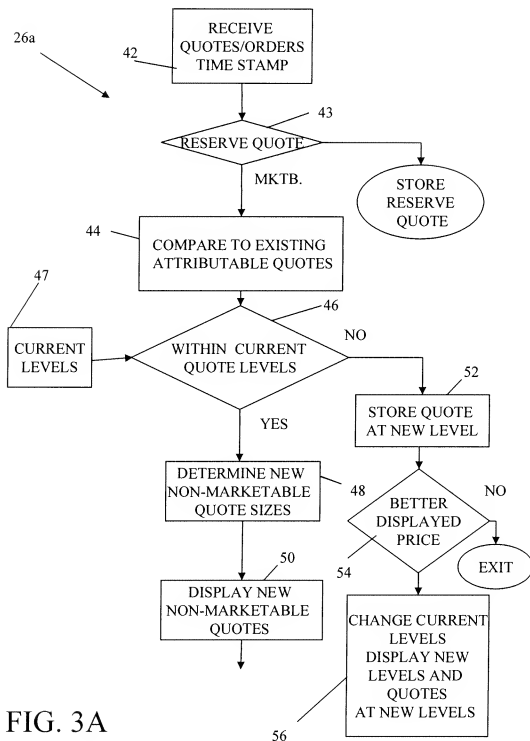 26a
42
RECEIVE
QUOTES/ORDERS
TIME STAMP
43
RESERVE QUOTE
MKTB.
STORE
RESERVE
QUOTE
44
COMPARE TO EXISTING
ATTRIBUTABLE QUOTES
47
CURRENT
LEVELS
46
WITHIN CURRENT
QUOTE LEVELS
NO
YES
52
STORE QUOTE
AT NEW LEVEL
DETERMINE NEW
NON-MARKETABLE
QUOTE SIZES
48
BETTER
DISPLAYED
PRICE
54
NO
EXIT
50
DISPLAY NEW
NON-MARKETABLE
QUOTES
CHANGE CURRENT
LEVELS
DISPLAY NEW
LEVELS AND
QUOTES
AT NEW LEVELS
56
FIG. 3A